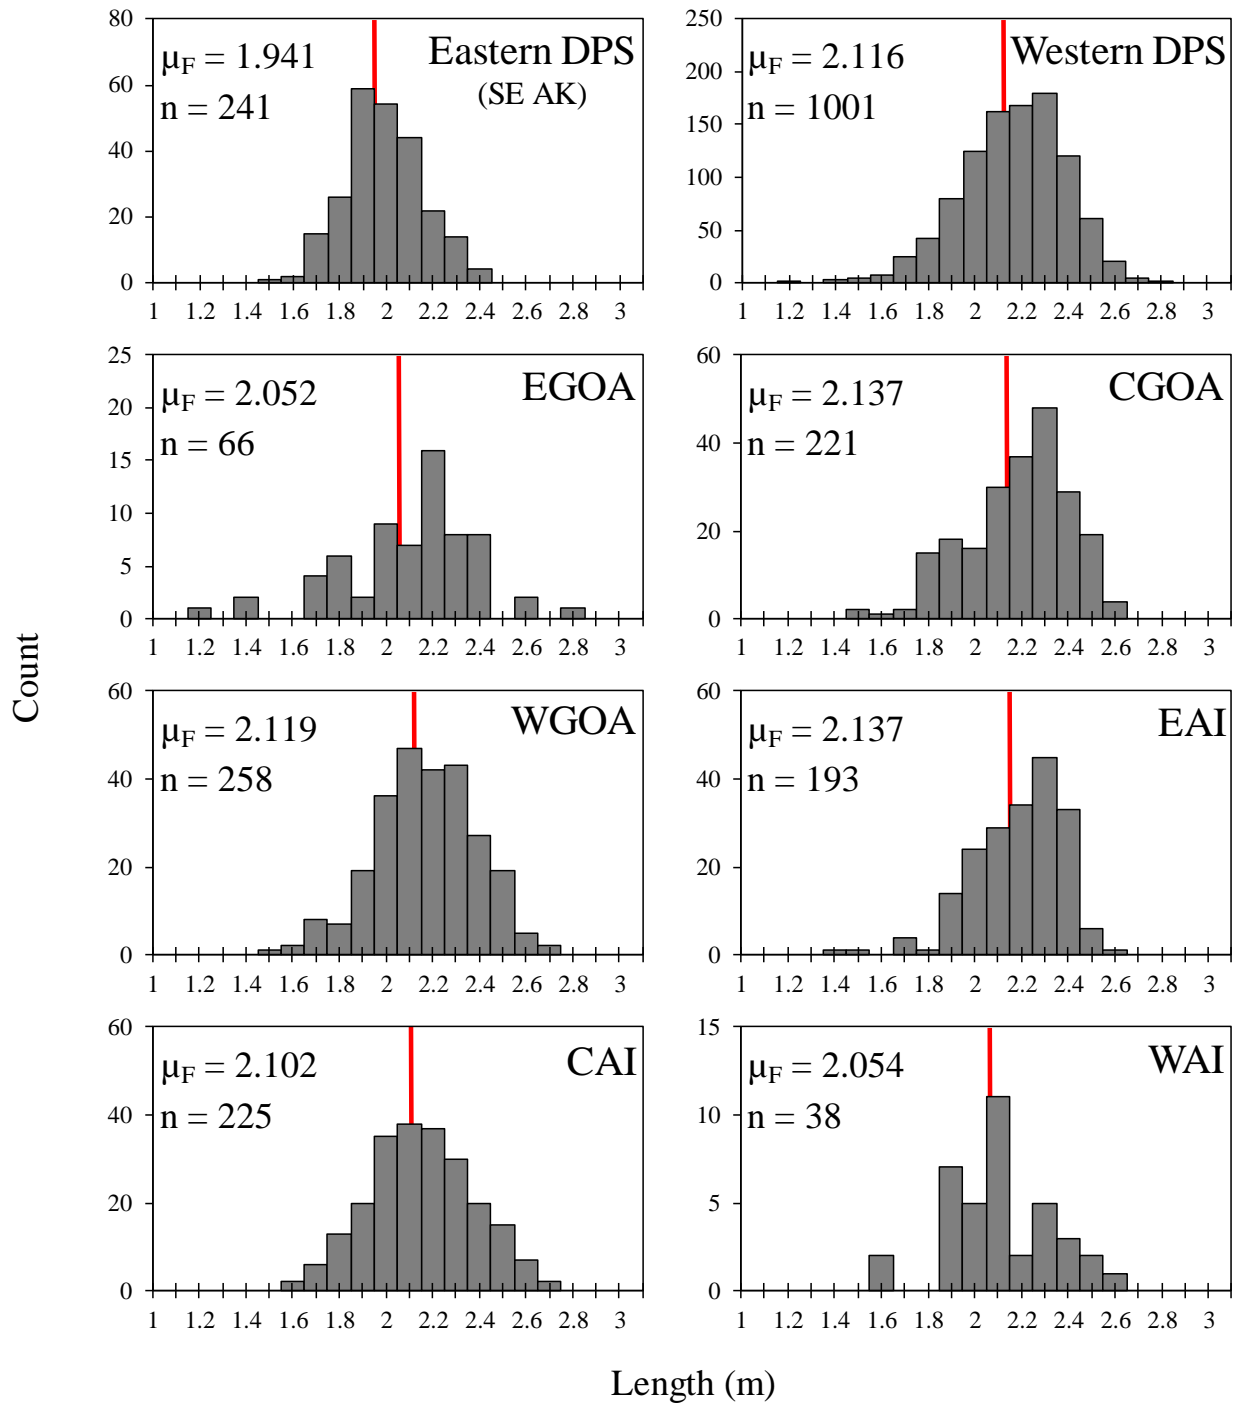 80
60
40
20
0
μF = 1.941
n = 241
Eastern DPS
(SE AK)
1 1.2 1.4 1.6 1.8 2 2.2 2.4 2.6 2.8 3
250
200
150
100
50
0
μF = 2.116
n = 1001
Western DPS
1 1.2 1.4 1.6 1.8 2 2.2 2.4 2.6 2.8 3
25
20
15
10
5
0
μF = 2.052
n = 66
EGOA
1 1.2 1.4 1.6 1.8 2 2.2 2.4 2.6 2.8 3
60
40
20
0
μF = 2.137
n = 221
CGOA
1 1.2 1.4 1.6 1.8 2 2.2 2.4 2.6 2.8 3
Count
60
40
20
0
μF = 2.119
n = 258
WGOA
1 1.2 1.4 1.6 1.8 2 2.2 2.4 2.6 2.8 3
60
40
20
0
μF = 2.137
n = 193
EAI
1 1.2 1.4 1.6 1.8 2 2.2 2.4 2.6 2.8 3
60
40
20
0
μF = 2.102
n = 225
CAI
1 1.2 1.4 1.6 1.8 2 2.2 2.4 2.6 2.8 3
15
10
5
0
μF = 2.054
n = 38
WAI
1 1.2 1.4 1.6 1.8 2 2.2 2.4 2.6 2.8 3
Length (m)